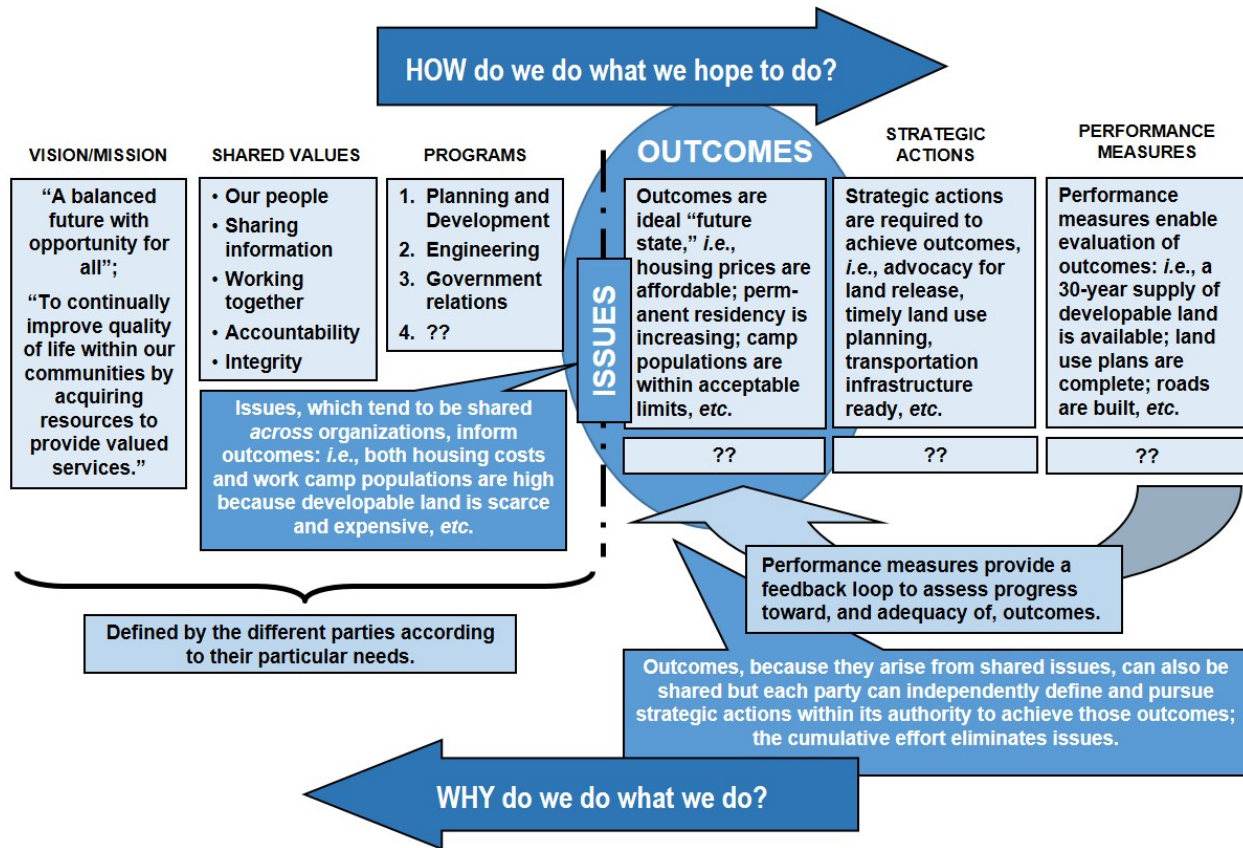 HOW do we do what we hope to do?
VISION/MISSION
“A balanced
future with
opportunity for
all”;
“To continually
improve quality
of life within our
communities by
acquiring
resources to
provide valued
services.”
SHARED VALUES
• Our people
• Sharing
information
• Working
together
• Accountability
• Integrity
PROGRAMS
1. Planning and
Development
2. Engineering
3. Government
relations
4. ??
Issues, which tend to be shared
across organizations, inform
outcomes: i.e., both housing costs
and work camp populations are high
because developable land is scarce
and expensive, etc.
Defined by the different parties according
to their particular needs.
ISSUES
OUTCOMES
Outcomes are
ideal “future
state,” i.e.,
housing prices are
affordable; perm-
anent residency is
increasing; camp
populations are
within acceptable
limits, etc.
??
STRATEGIC
ACTIONS
Strategic actions
are required to
achieve outcomes,
i.e., advocacy for
land release,
timely land use
planning,
transportation
infrastructure
ready, etc.
??
PERFORMANCE
MEASURES
Performance
measures enable
evaluation of
outcomes: i.e., a
30-year supply of
developable land
is available; land
use plans are
complete; roads
are built, etc.
??
Performance measures provide a
feedback loop to assess progress
toward, and adequacy of, outcomes.
Outcomes, because they arise from shared issues, can also be
shared but each party can independently define and pursue
strategic actions within its authority to achieve those outcomes;
the cumulative effort eliminates issues.
WHY do we do what we do?